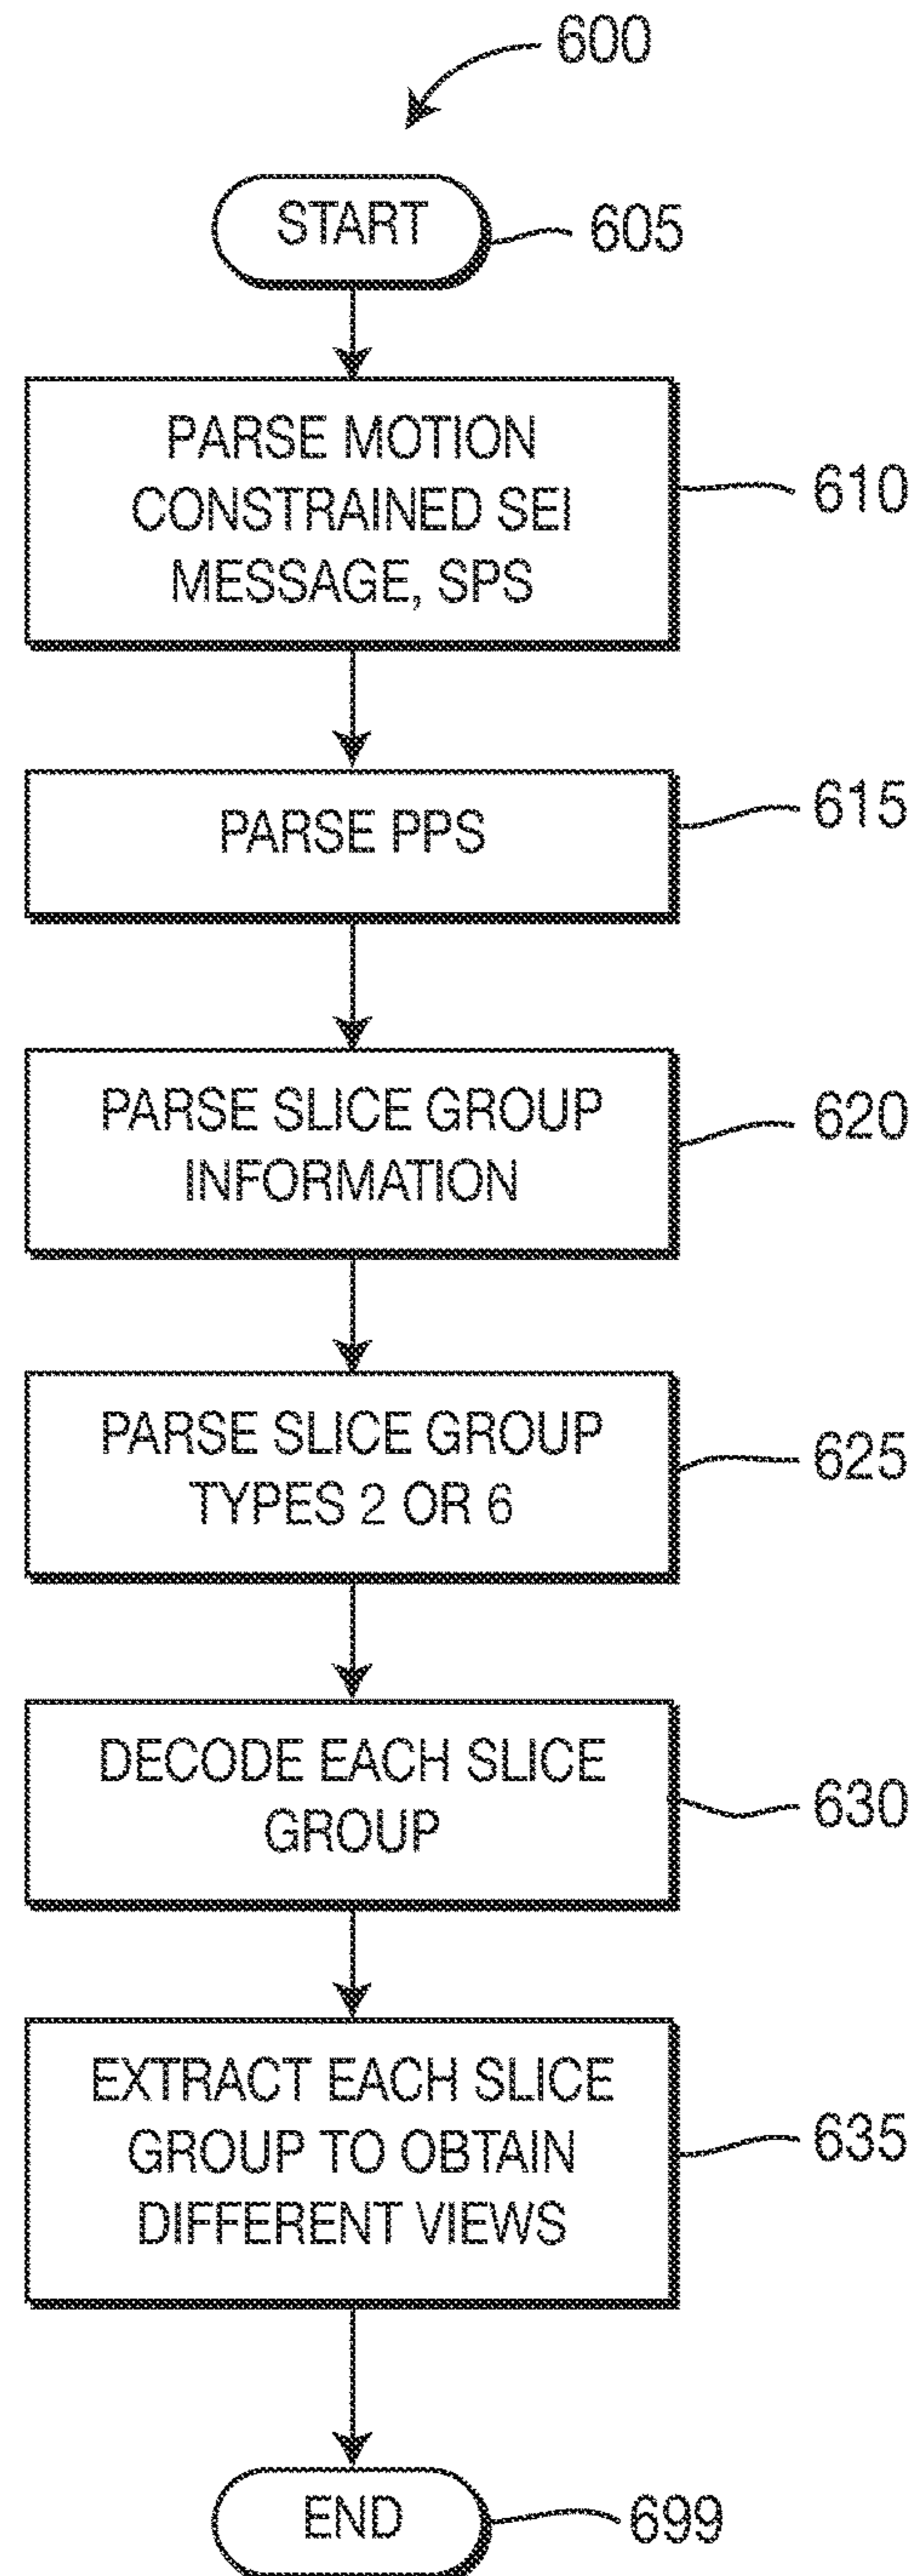 600
START
605
PARSE MOTION
CONSTRAINED SEI
MESSAGE, SPS
610
PARSE PPS
615
PARSE SLICE GROUP
INFORMATION
620
PARSE SLICE GROUP
TYPES 2 OR 6
625
DECODE EACH SLICE
GROUP
630
EXTRACT EACH SLICE
GROUP TO OBTAIN
DIFFERENT VIEWS
635
END
699